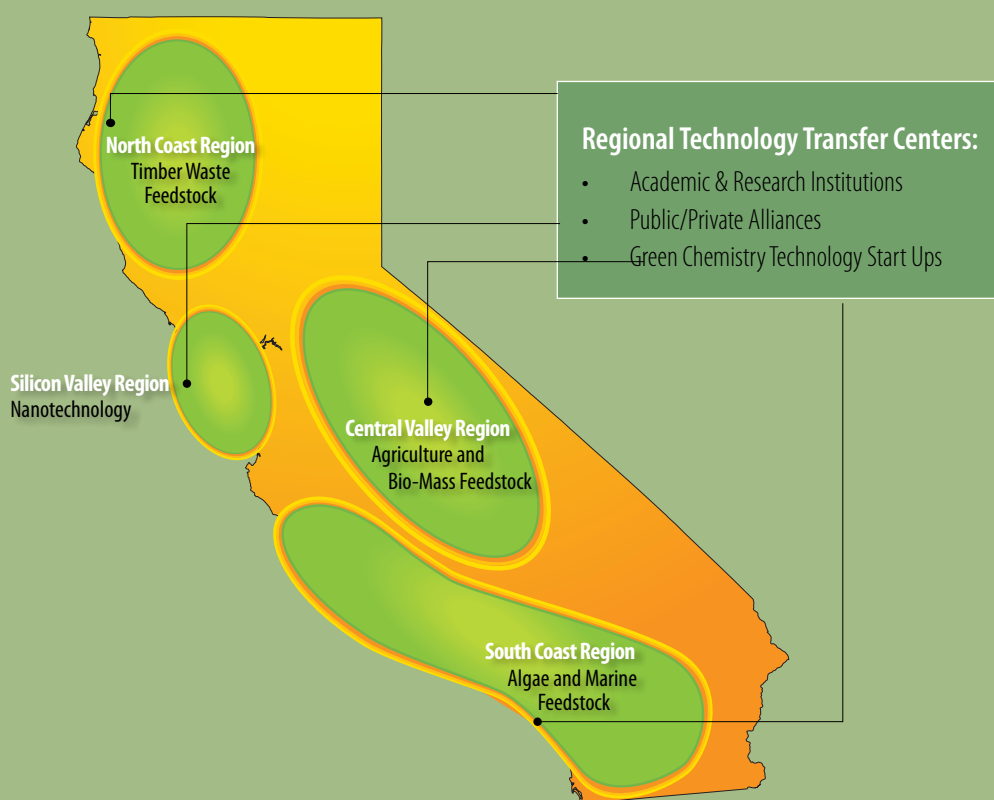 North Coast Region
Timber Waste
Feedstock
Regional Technology Transfer Centers:
• Academic & Research Institutions
• Public/Private Alliances
• Green Chemistry Technology Start Ups
Silicon Valley Region
Nanotechnology
Central Valley Region
Agriculture and
Bio-Mass Feedstock
South Coast Region
Algae and Marine
Feedstock